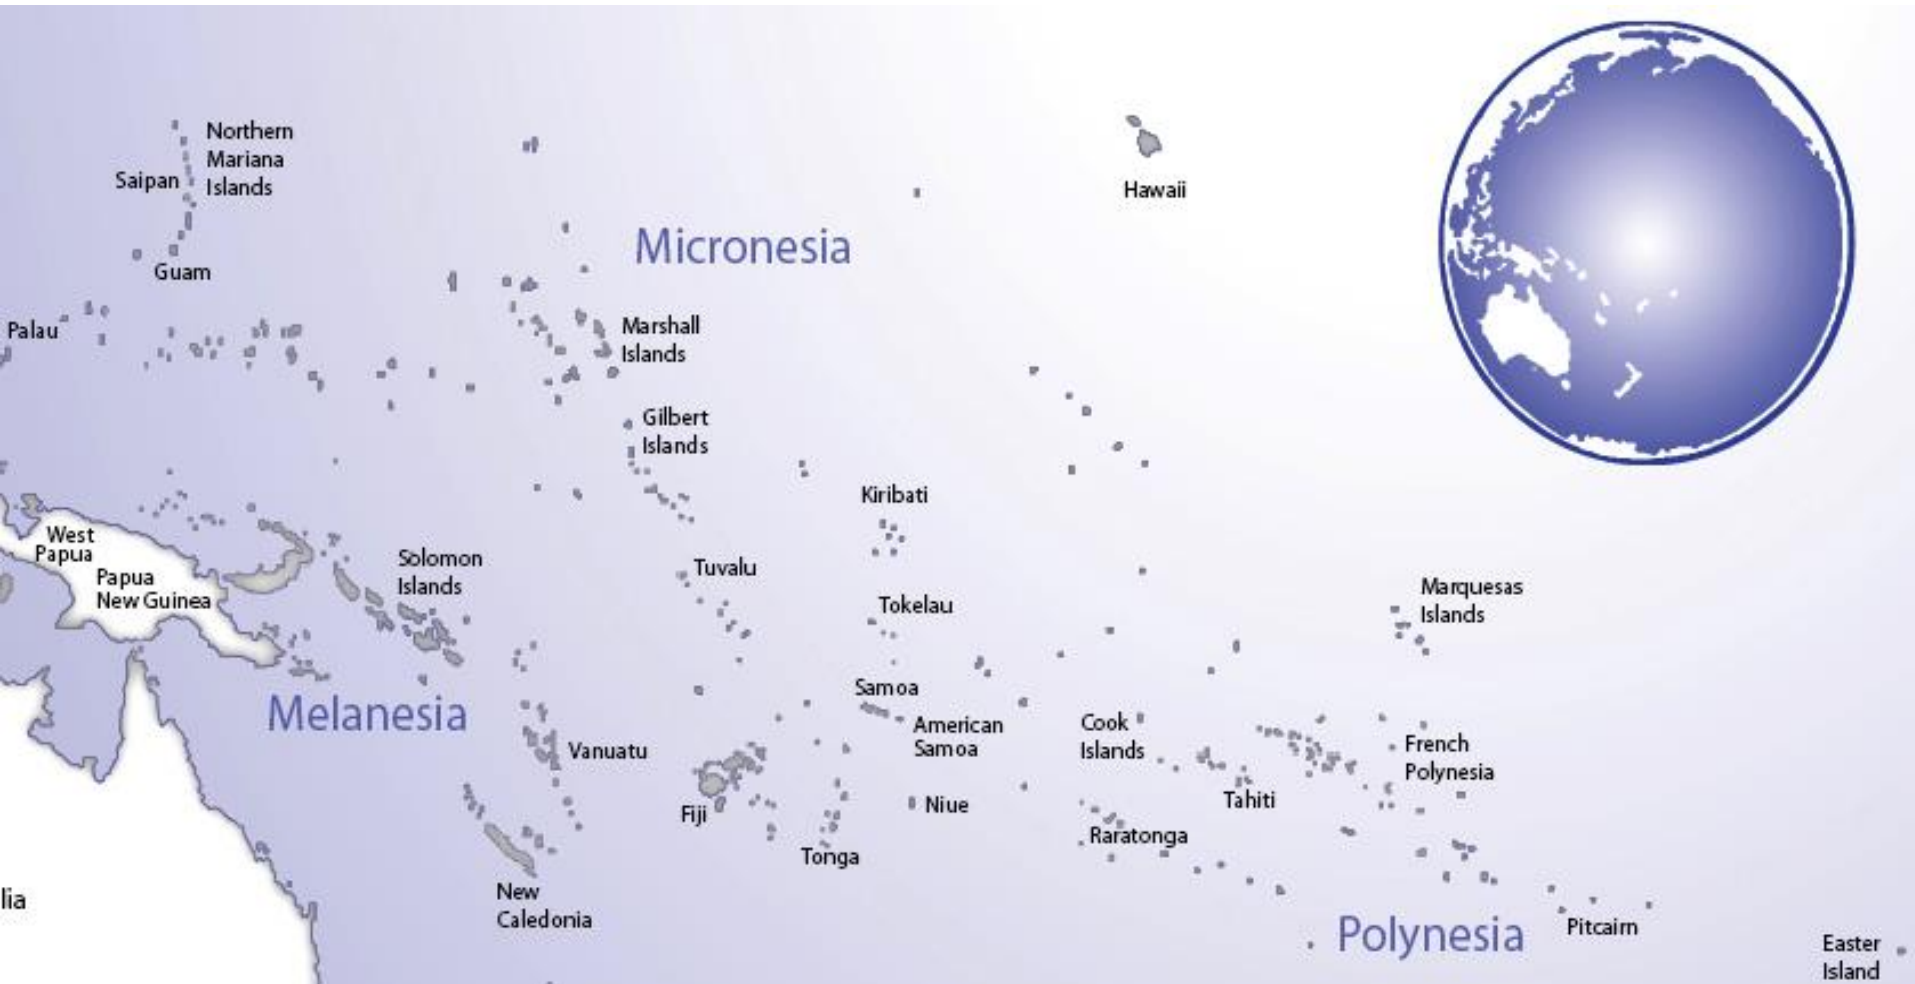 Northern
Mariana
Islands
Saipan
Guam
Hawaii
Micronesia
Palau
Marshall
Islands
Gilbert
Islands
Kiribati
West
Papua
Papua
New Guinea
Solomon
Islands
Tuvalu
Tokelau
Marquesas
Islands
Melanesia
Samoa
American
Samoa
Cook
Islands
French
Polynesia
Vanuatu
Fiji
Niue
Tahiti
Raratonga
Tonga
lia
New
Caledonia
Polynesia
Pitcairn
Easter
Island